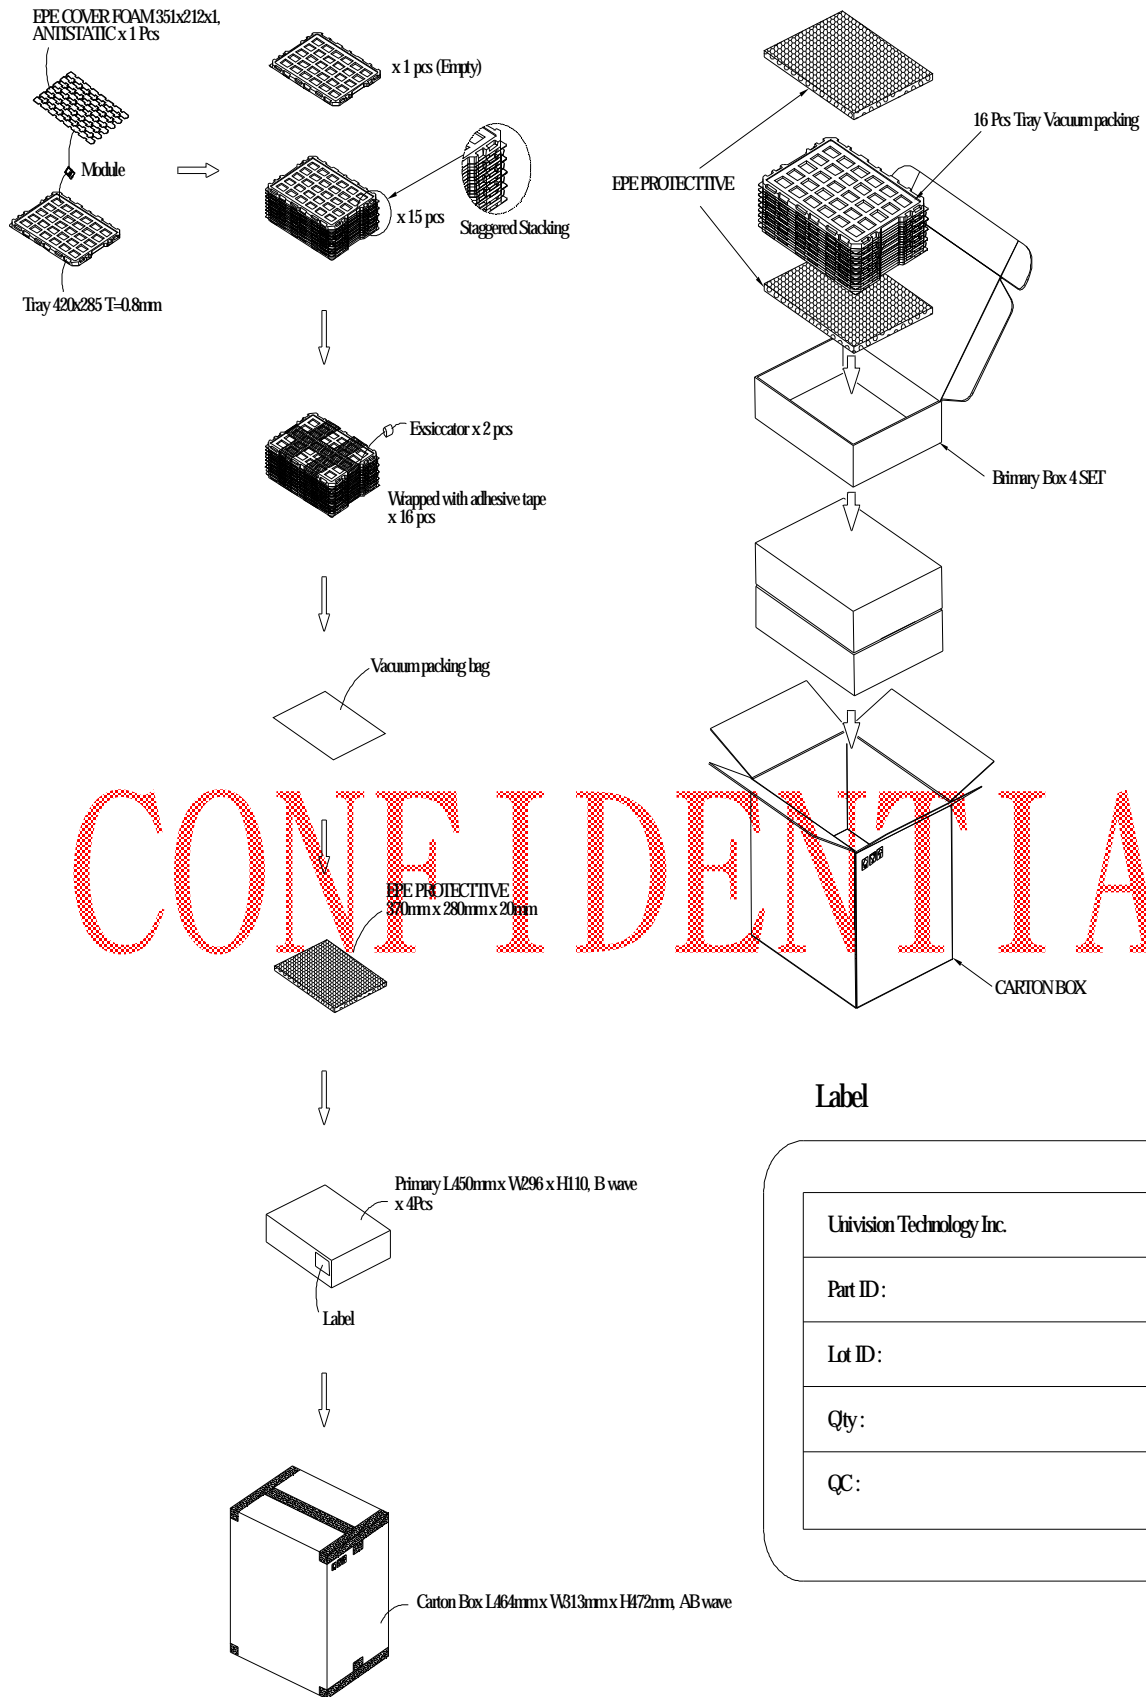 EPE COVER FOAM 351x212x1,
ANTISTATIC x 1 Pcs
Module
Tray 420x285 T=0.8mm
x 1 pcs (Empty)
x 15 pcs
Staggered Stacking
Exsiccator x 2 pcs
Wrapped with adhesive tape
x 16 pcs
Vacuum packing bag
EPE PROTECTTIVE
370mm x 280mm x 20mm
Primary L450mm x W296 x H110, B wave
x 4Pcs
Label
Carton Box L464mm x W313mm x H472mm, AB wave
EPE PROTECTTIVE
16 Pcs Tray Vacuum packing
Brimary Box 4 SET
CARTON BOX
CONFIDENTIA
Label
Univision Technology Inc.
Part ID :
Lot ID :
Qty :
QC :